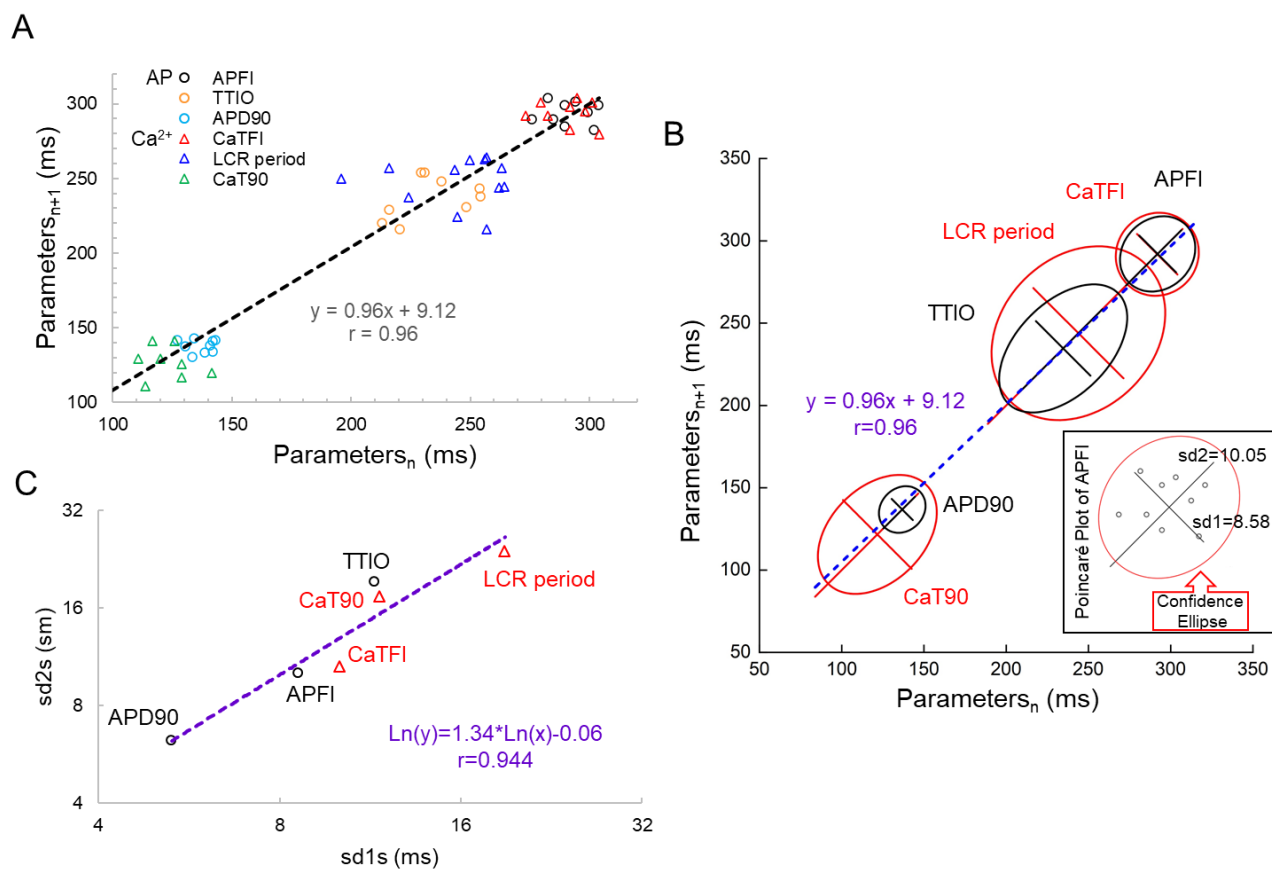 A
AP
APFI
TTIO
APD90
Ca2+
CaTFI
LCR period
CaT90
300
250
200
150
100
Parametersn+1 (ms)
y = 0.96x + 9.12
r = 0.96
100
150
200
250
300
Parametersn (ms)
B
350
300
250
200
150
100
50
Parametersn+1 (ms)
APFI
CaTFI
LCR period
TTIO
y = 0.96x + 9.12
r=0.96
APD90
CaT90
Poincaré Plot of APFI
sd2=10.05
sd1=8.58
Confidence
Ellipse
50
100
150
200
250
300
350
Parametersn (ms)
C
32
16
8
4
sd2s (sm)
TTIO
CaT90
LCR period
CaTFI
APFI
APD90
Ln(y)=1.34*Ln(x)-0.06
r=0.944
4
8
16
32
sd1s (ms)